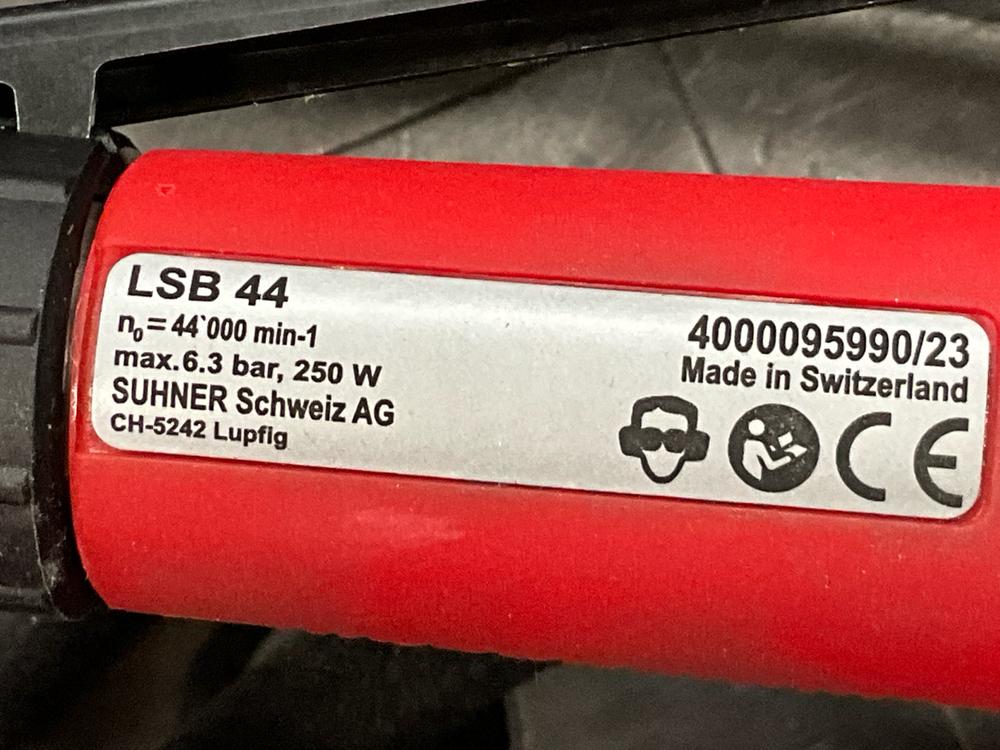 LSB 44
n₀ = 44`000 min-1
max.6.3 bar, 250 W
SUHNER Schweiz AG
CH-5242 Lupfig
4000095990/23
Made in Switzerland
CE